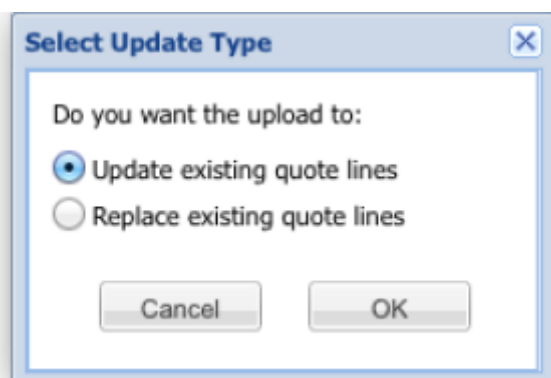 Select Update Type
Do you want the upload to:
Update existing quote lines
Replace existing quote lines
Cancel OK